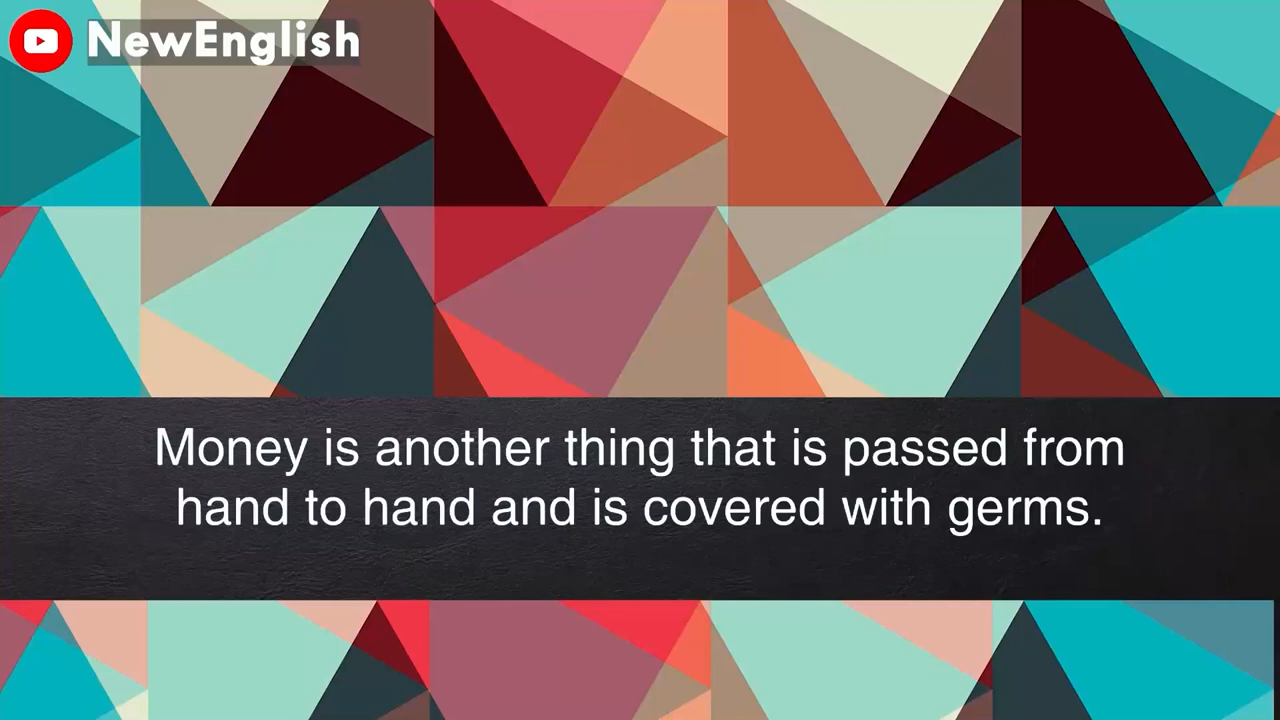 NewEnglish
Money is another thing that is passed from
hand to hand and is covered with germs.